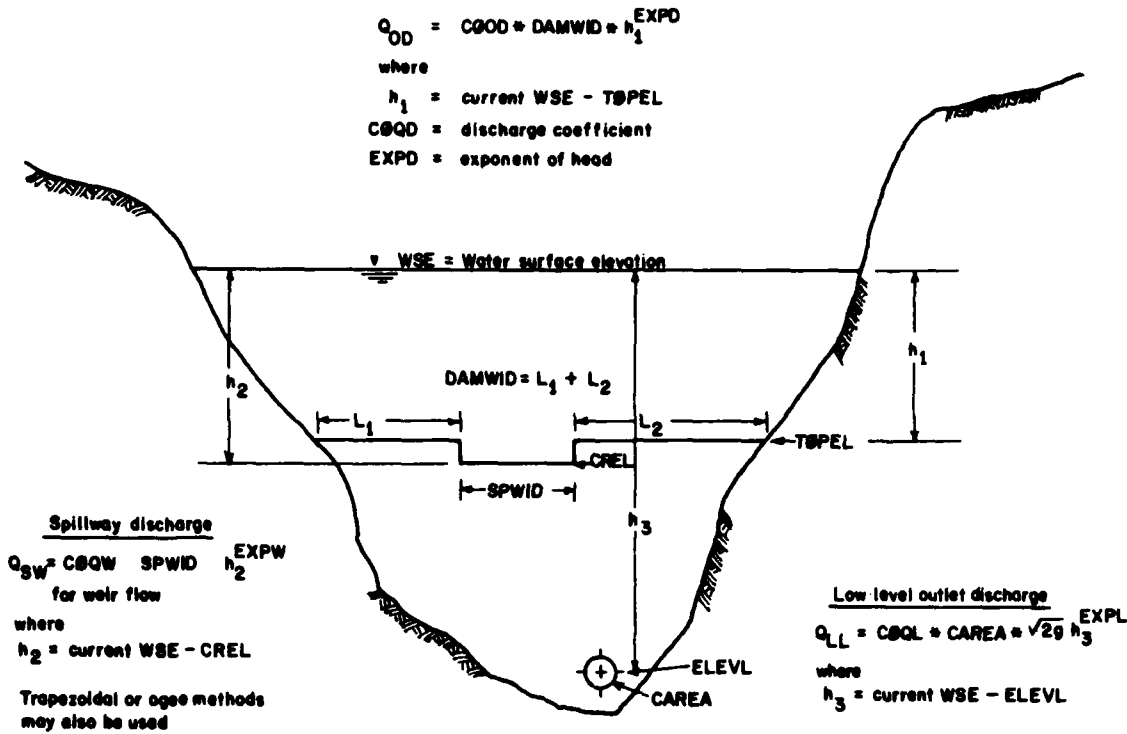 Q_OD = CØOD * DAMWID * h_1^EXPD
where
h_1 = current WSE - TØPEL
CØQD = discharge coefficient
EXPD = exponent of head
WSE = Water surface elevation
h_2
h_1
DAMWID = L_1 + L_2
L_1
L_2
TØPEL
CREL
SPWID
h_3
Spillway discharge
Q_SW = CØQW SPWID h_2^EXPW
for weir flow
where
h_2 = current WSE - CREL
Trapezoidal or ogee methods
may also be used
ELEVL
CAREA
Low level outlet discharge
Q_LL = CØQL * CAREA * √2g h_3^EXPL
where
h_3 = current WSE - ELEVL